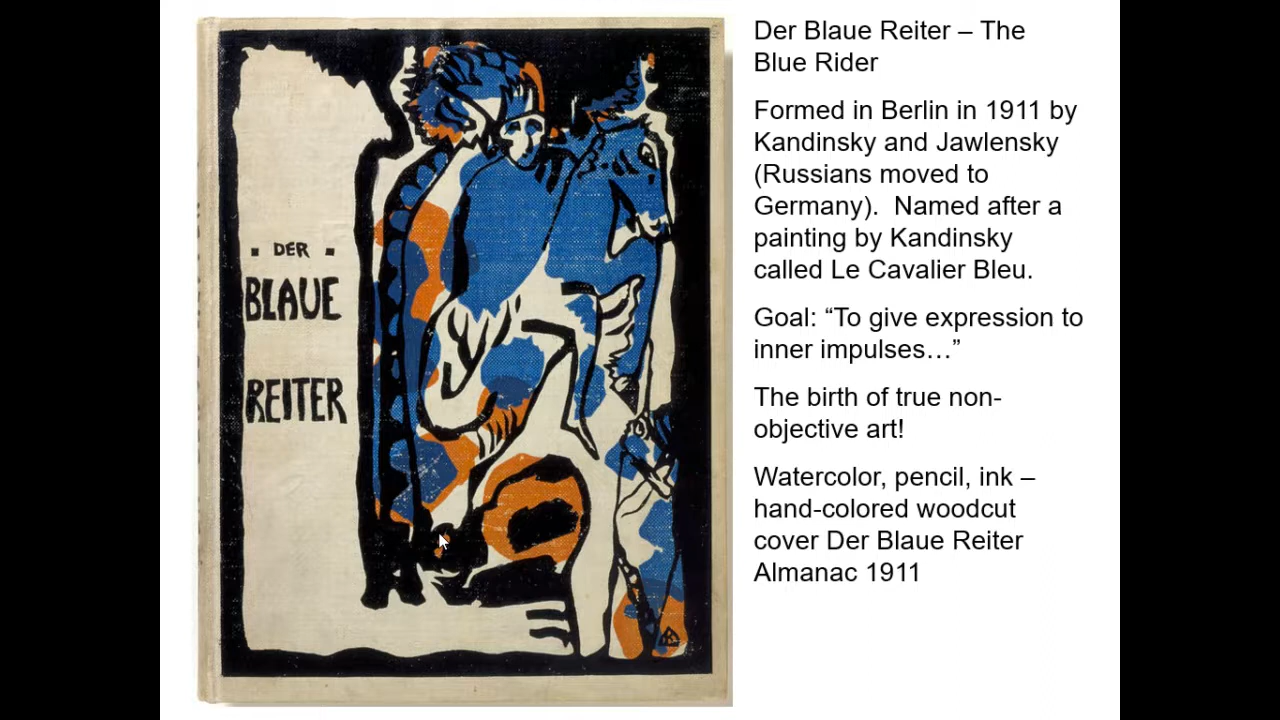 DER
BLAUE
REITER
Der Blaue Reiter – The
Blue Rider
Formed in Berlin in 1911 by
Kandinsky and Jawlensky
(Russians moved to
Germany).  Named after a
painting by Kandinsky
called Le Cavalier Bleu.
Goal: “To give expression to
inner impulses…”
The birth of true non-
objective art!
Watercolor, pencil, ink –
hand-colored woodcut
cover Der Blaue Reiter
Almanac 1911